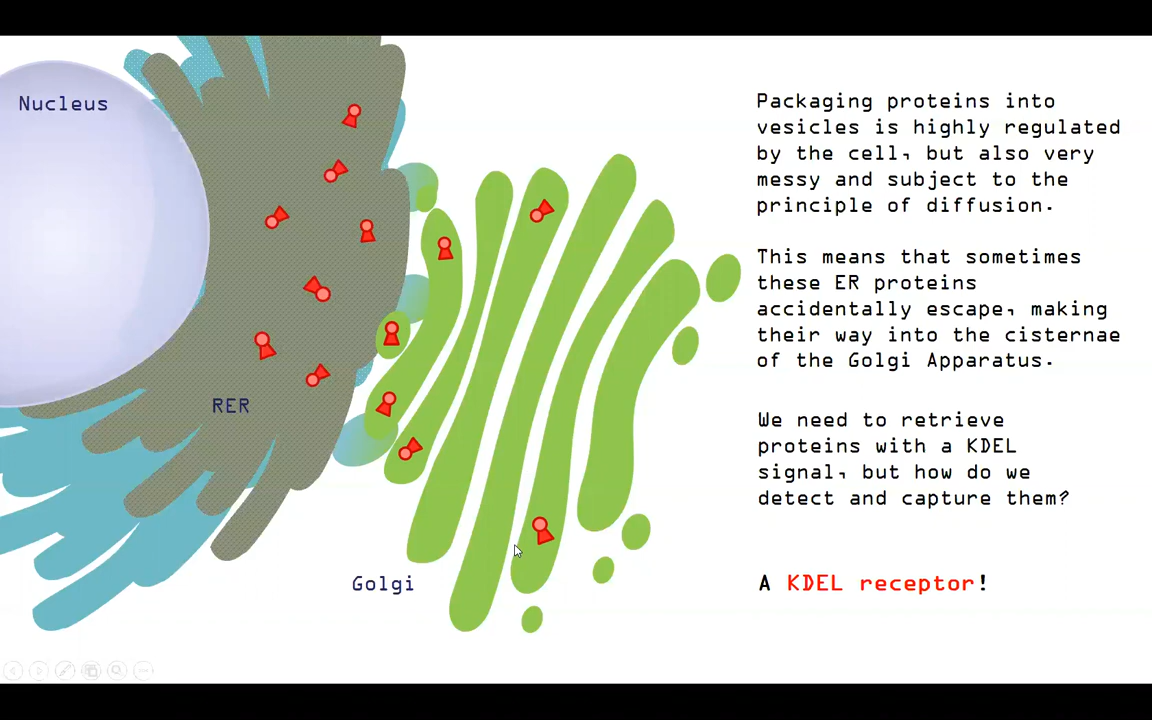 Nucleus
RER
Golgi
Packaging proteins into
vesicles is highly regulated
by the cell, but also very
messy and subject to the
principle of diffusion.
This means that sometimes
these ER proteins
accidentally escape, making
their way into the cisternae
of the Golgi Apparatus.
We need to retrieve
proteins with a KDEL
signal, but how do we
detect and capture them?
A KDEL receptor!